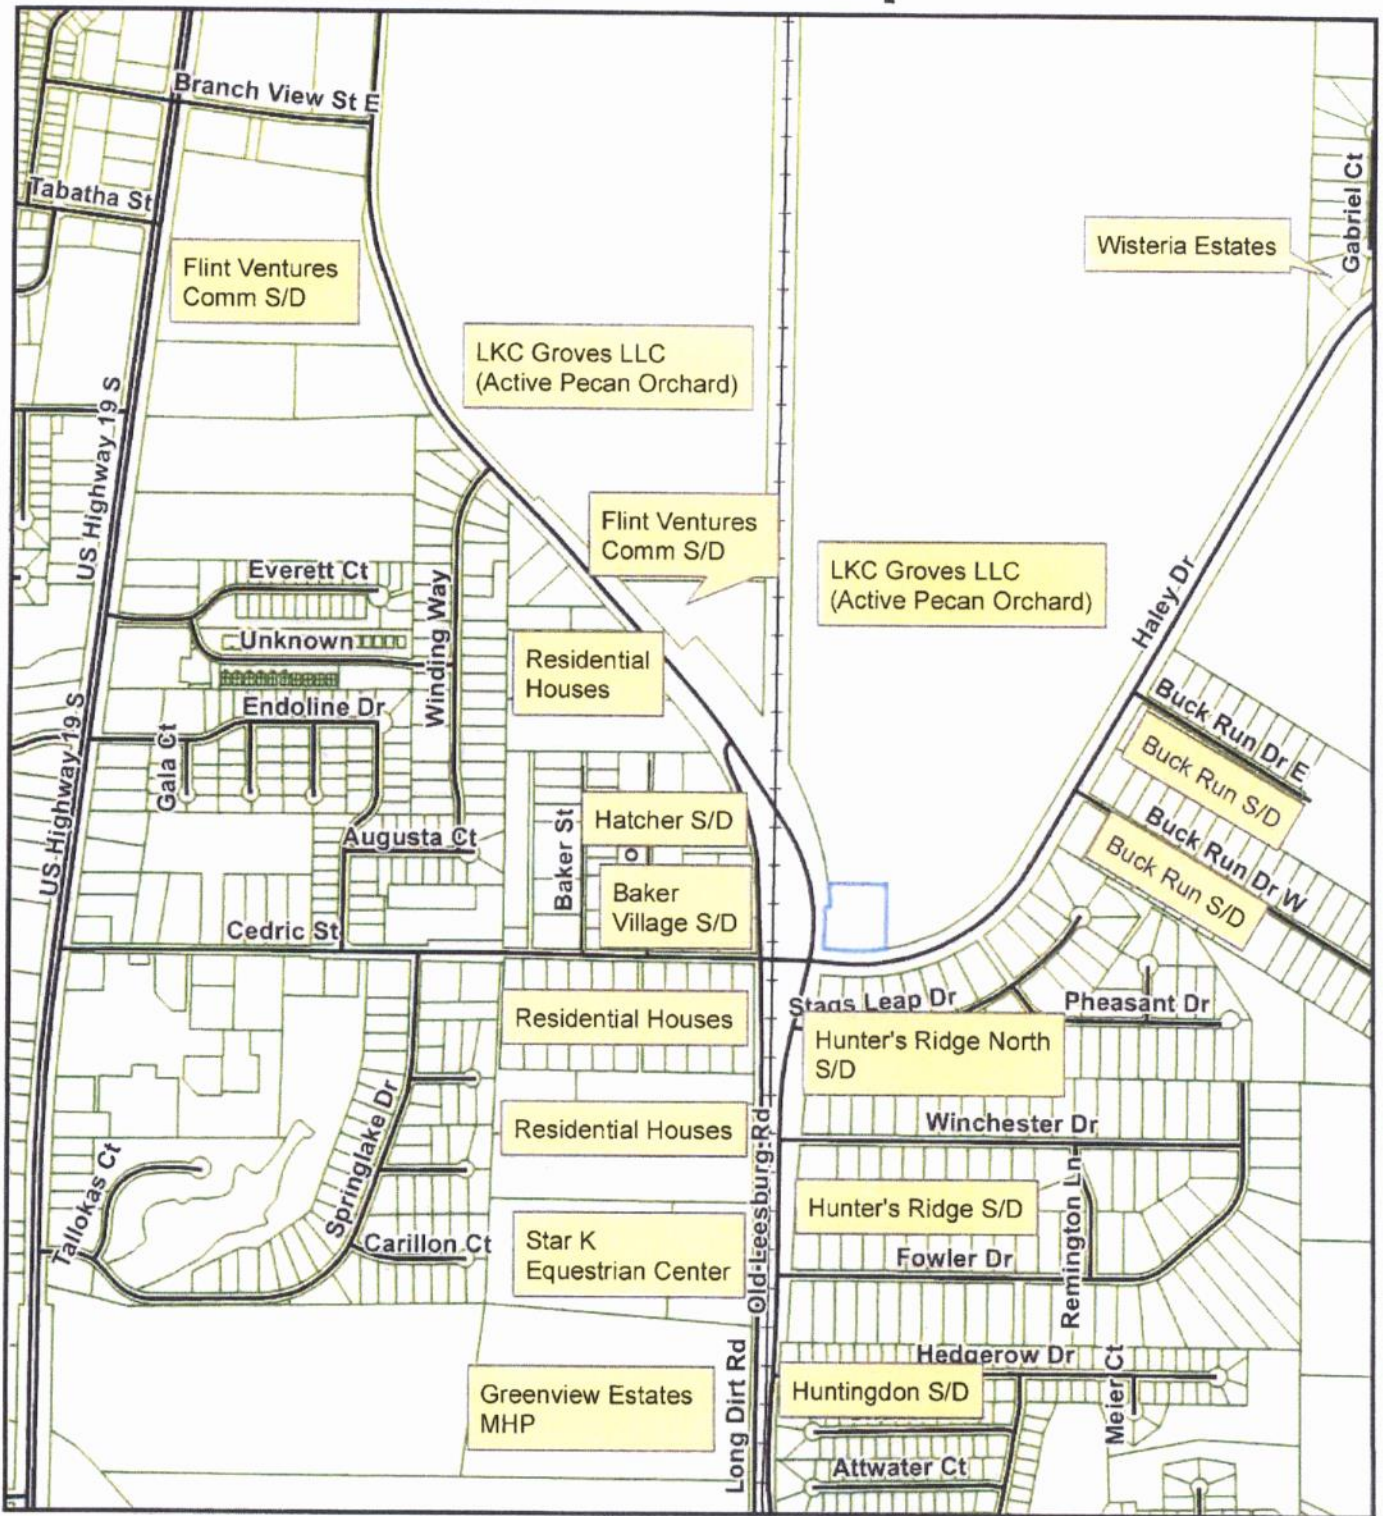 Branch View St E
Tabatha St
Gabriel Ct
Wisteria Estates
Flint Ventures
Comm S/D
LKC Groves LLC
(Active Pecan Orchard)
US Highway 19 S
Flint Ventures
Comm S/D
Everett Ct
LKC Groves LLC
(Active Pecan Orchard)
Haley Dr
Unknown
Winding Way
Residential
Houses
Endoline Dr
Gala Ct
US Highway 19 S
Buck Run Dr E
Buck Run S/D
Buck Run Dr W
Buck Run S/D
Hatcher S/D
Augusta Ct
Baker St
o
Baker
Village S/D
Cedric St
Residential Houses
Stags Leap Dr
Pheasant Dr
Hunter's Ridge North
S/D
Residential Houses
Winchester Dr
Springlake Dr
Tallokas Ct
Old Leesburg Rd
Hunter's Ridge S/D
Remington Ln
Carillon Ct
Star K
Equestrian Center
Fowler Dr
Hedgerow Dr
Greenview Estates
MHP
Long Dirt Rd
Huntingdon S/D
Meier Ct
Attwater Ct